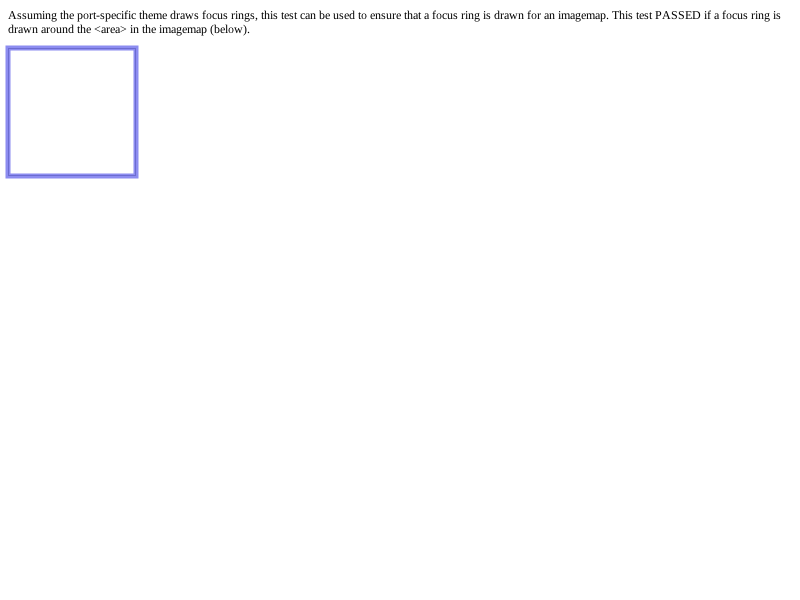 Assuming the port-specific theme draws focus rings, this test can be used to ensure that a focus ring is drawn for an imagemap. This test PASSED if a focus ring is
drawn around the <area> in the imagemap (below).